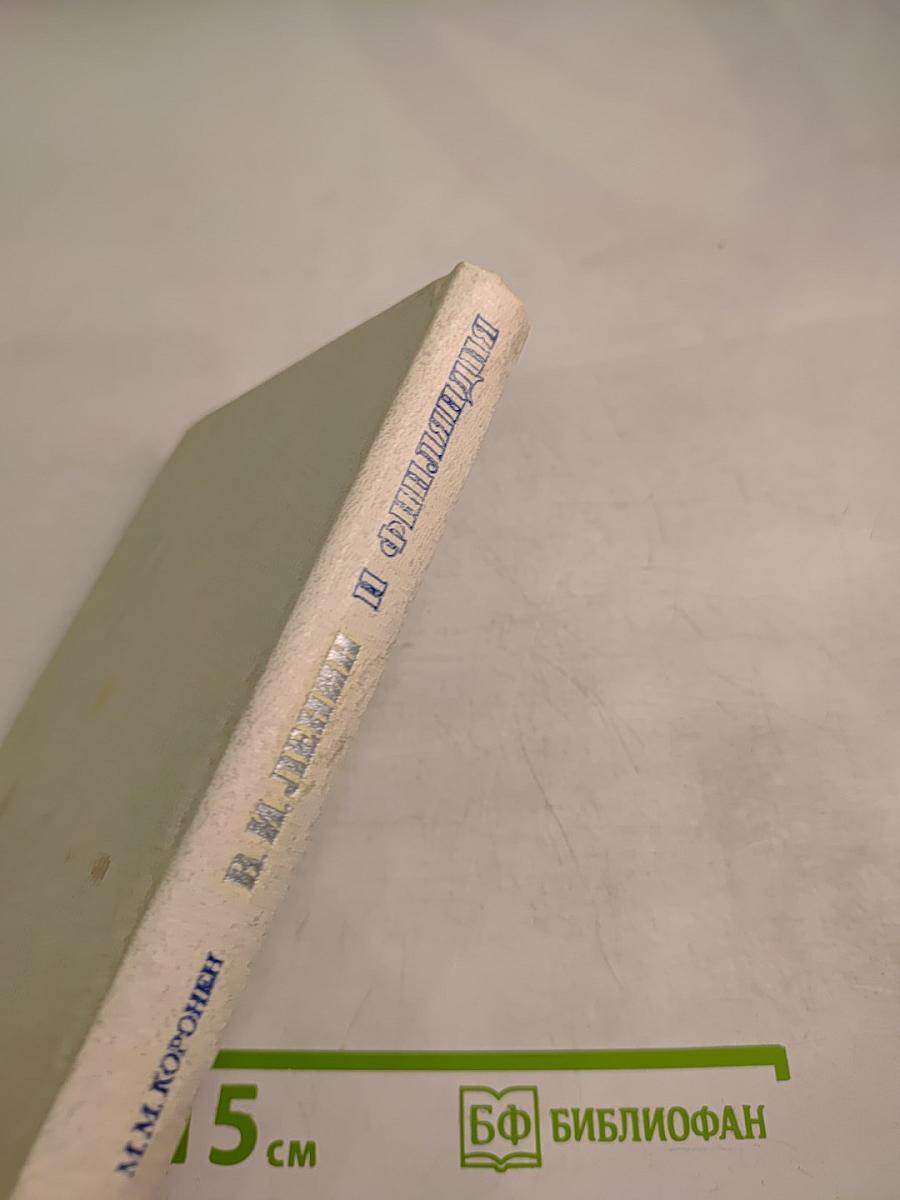 М.М.КОРОНЕН В. И. ЛЕНИН И ФИНЛЯНДИЯ
15 см
БФ БИБЛИОФАН